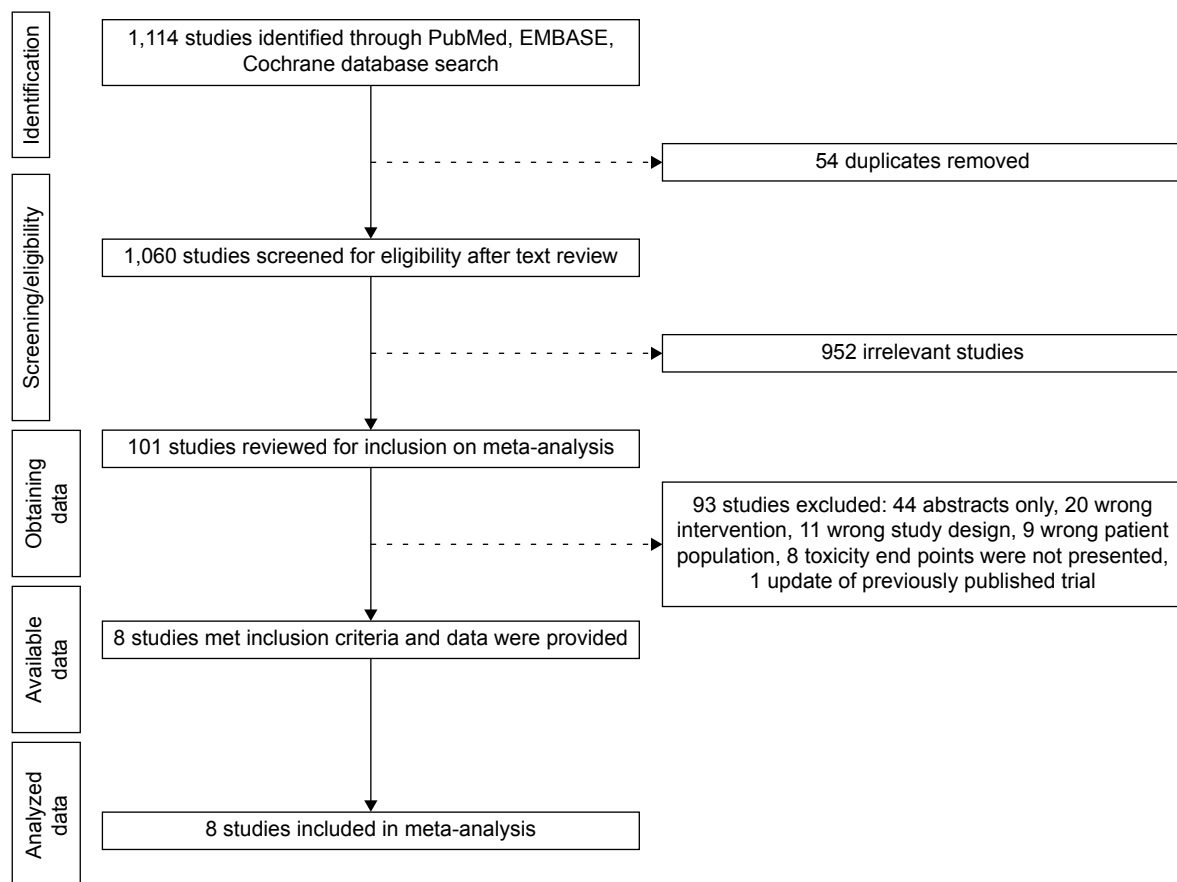 Identification
1,114 studies identified through PubMed, EMBASE,
Cochrane database search
54 duplicates removed
Screening/eligibility
1,060 studies screened for eligibility after text review
952 irrelevant studies
Obtaining
data
101 studies reviewed for inclusion on meta-analysis
93 studies excluded: 44 abstracts only, 20 wrong
intervention, 11 wrong study design, 9 wrong patient
population, 8 toxicity end points were not presented,
1 update of previously published trial
Available
data
8 studies met inclusion criteria and data were provided
Analyzed
data
8 studies included in meta-analysis